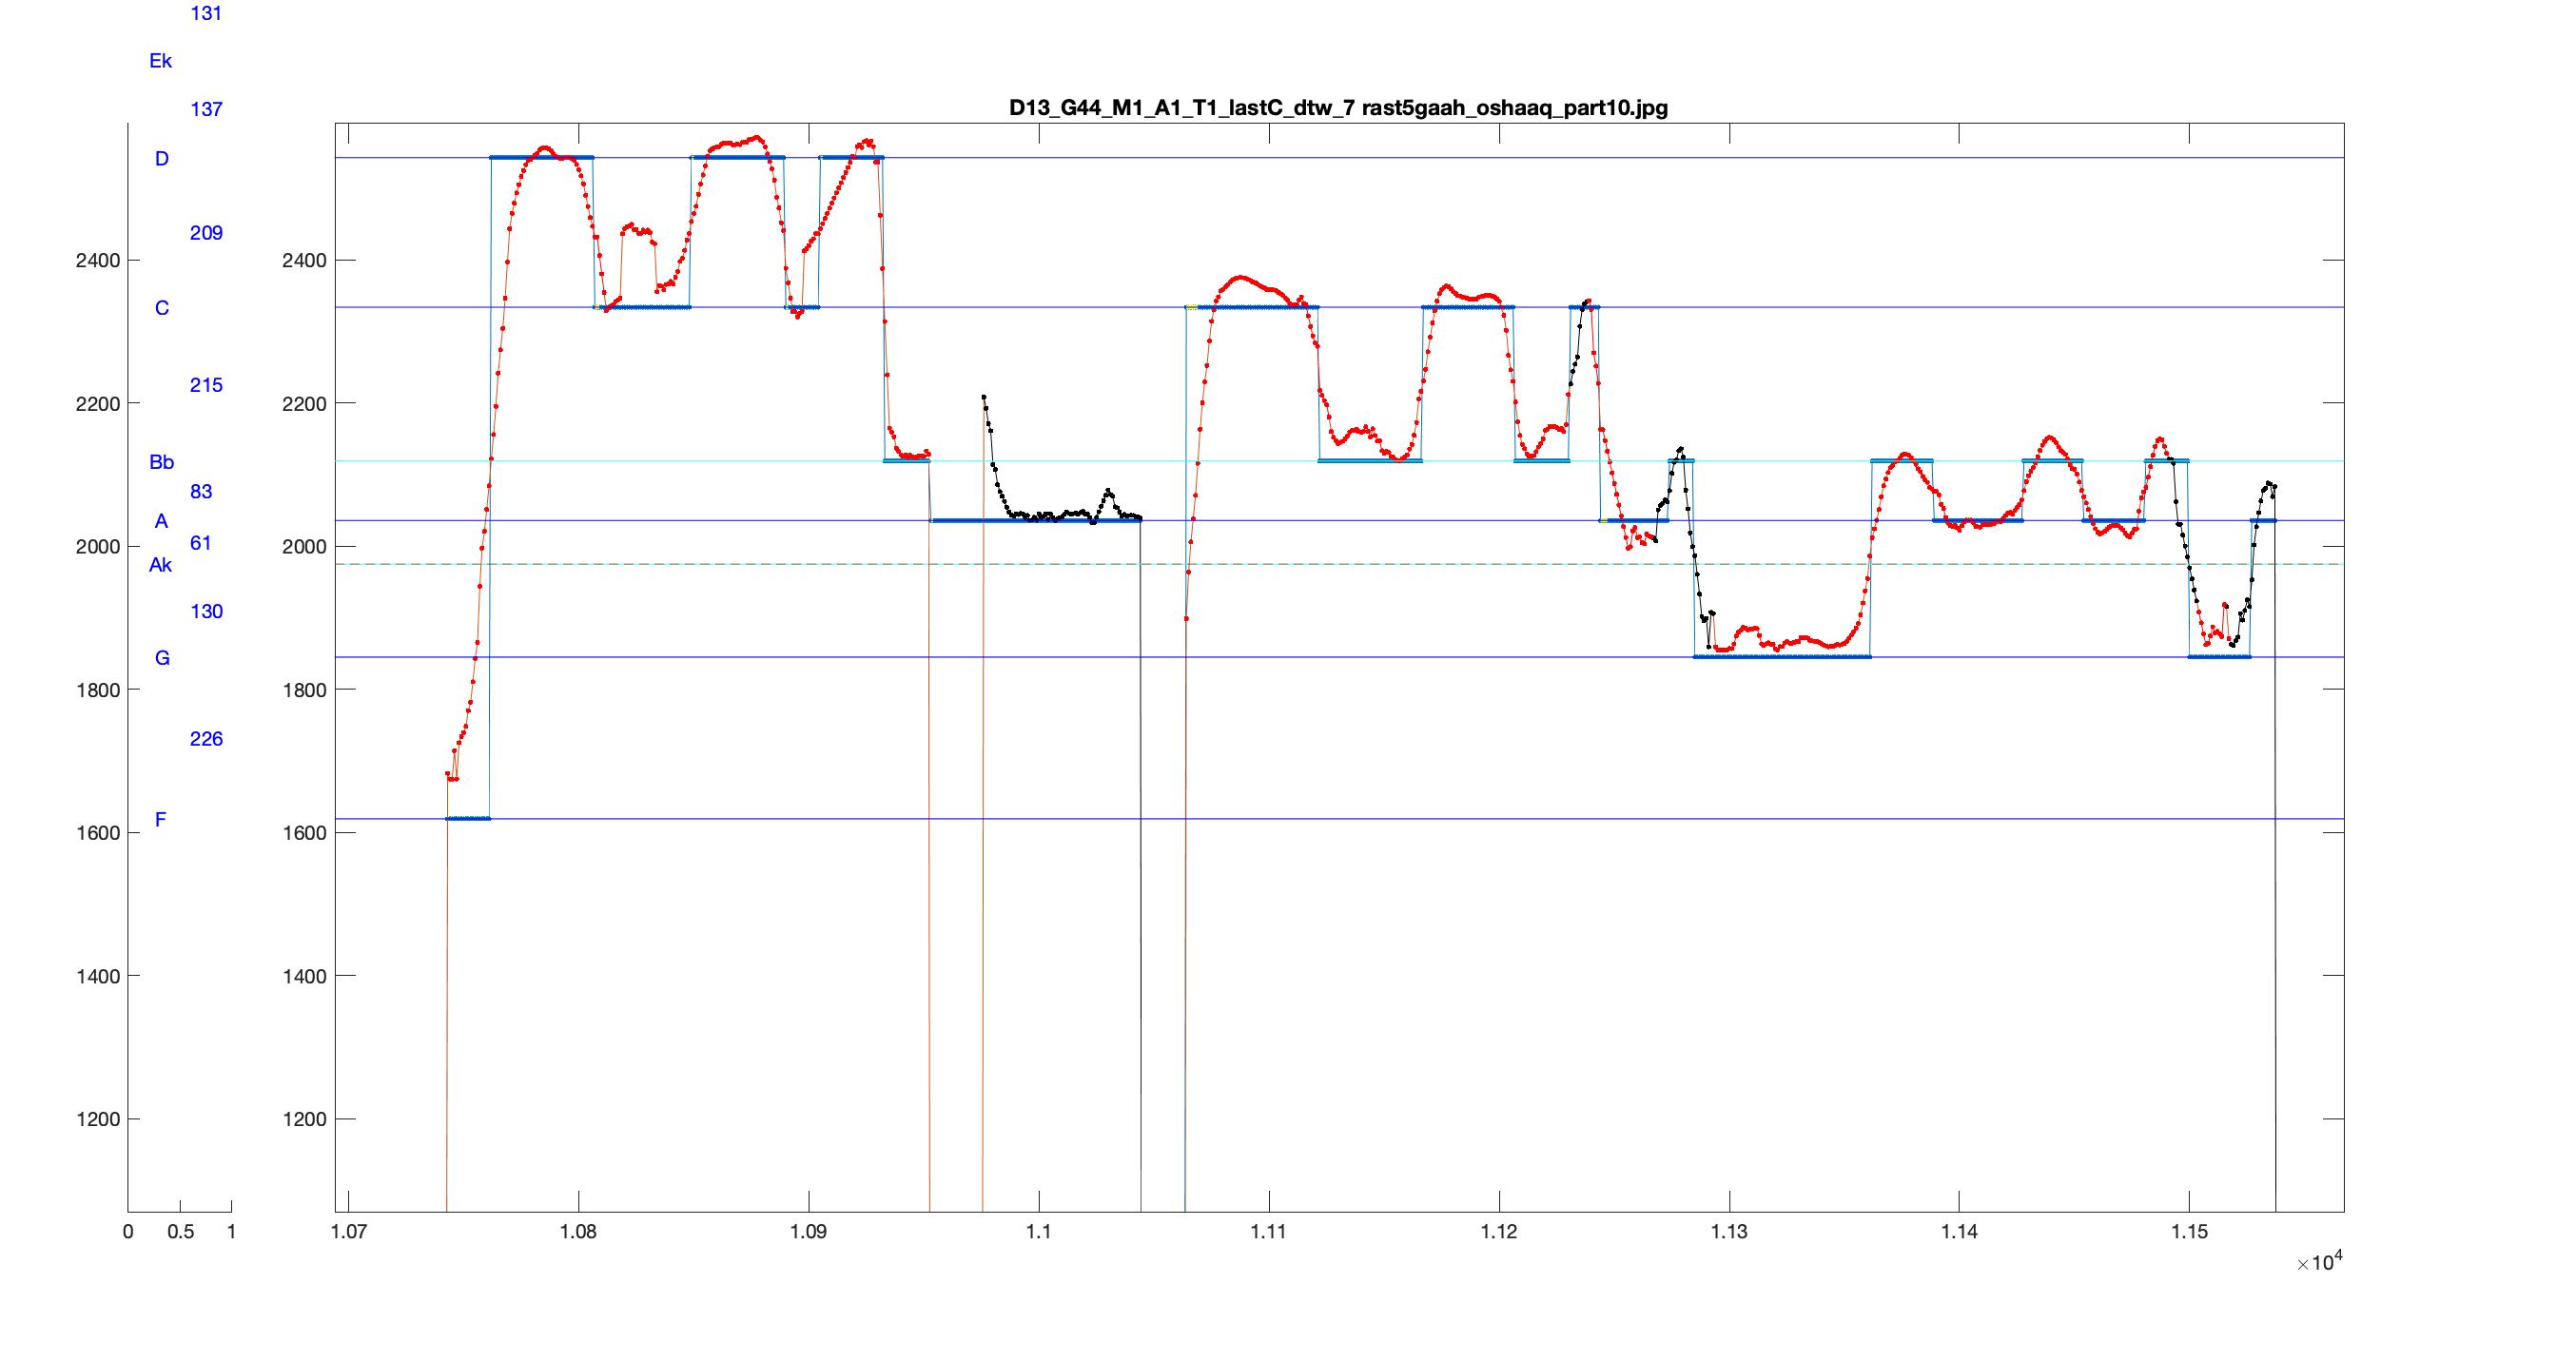 131
Ek
137
D13_G44_M1_A1_T1_lastC_dtw_7 rast5gaah_oshaaq_part10.jpg
D
209
2400 2400
C
215
2200 2200
Bb
83
A
61
2000 2000
Ak
130
G
1800 1800
226
F
1600 1600
1400 1400
1200 1200
0 0.5 1 1.07 1.08 1.09 1.1 1.11 1.12 1.13 1.14 1.15
×10⁴